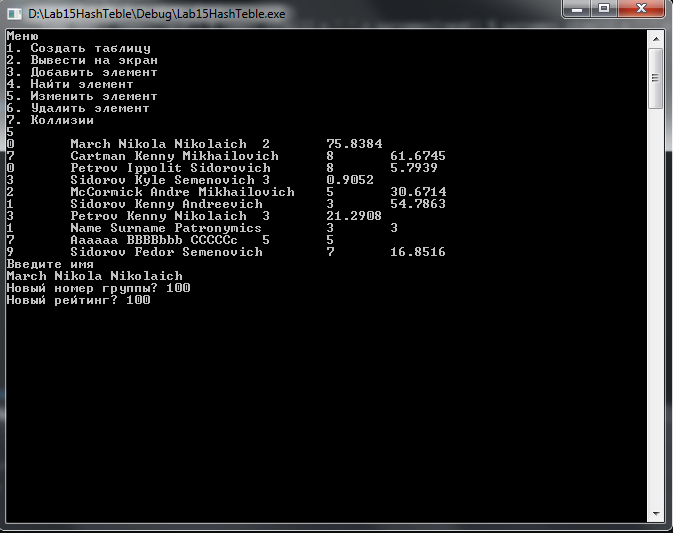 D:\Lab15HashTeble\Debug\Lab15HashTeble.exe
Меню
1. Создать таблицу
2. Вывести на экран
3. Добавить элемент
4. Найти элемент
5. Изменить элемент
6. Удалить элемент
7. Коллизии
5
0 March Nikola Nikolaich 2 75.8384
7 Cartman Kenny Mikhailovich 8 61.6745
0 Petrov Ippolit Sidorovich 8 5.7939
3 Sidorov Kyle Semenovich 3 0.9052
2 McCormick Andre Mikhailovich 5 30.6714
1 Sidorov Kenny Andreevich 3 54.7863
3 Petrov Kenny Nikolaich 3 21.2908
1 Name Surname Patronymics 3 3
7 Aaaaaa BBBBbbb CCCCCc 5 5
9 Sidorov Fedor Semenovich 7 16.8516
Введите имя
March Nikola Nikolaich
Новый номер группы? 100
Новый рейтинг? 100